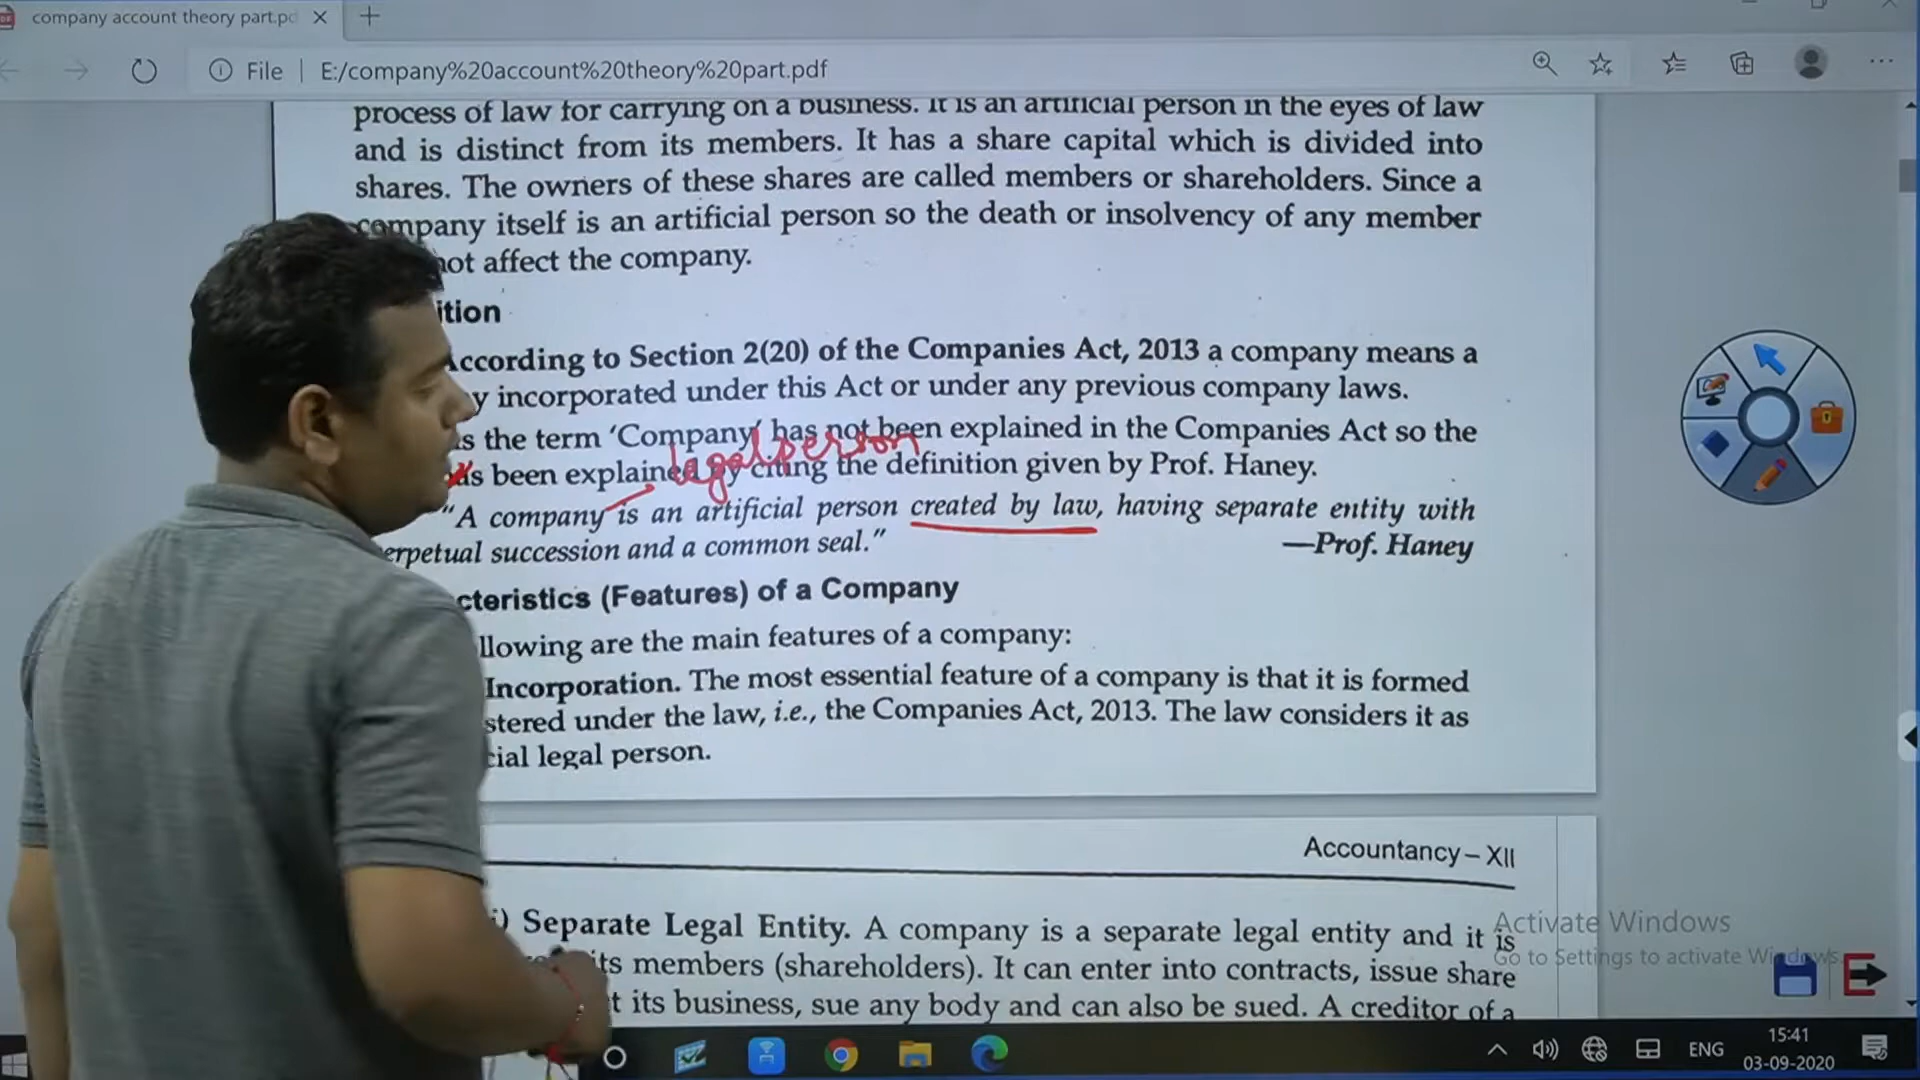 company account theory part.pd
File
E:/company%20account%20theory%20part.pdf
process of law for carrying on a business. It is an artificial person in the eyes of law
and is distinct from its members. It has a share capital which is divided into
shares. The owners of these shares are called members or shareholders. Since a
company itself is an artificial person so the death or insolvency of any member
not affect the company.
ition
According to Section 2(20) of the Companies Act, 2013 a company means a
y incorporated under this Act or under any previous company laws.
s the term ‘Company’ has not been explained in the Companies Act so the
legal person
s been explained by citing the definition given by Prof. Haney.
“A company is an artificial person created by law, having separate entity with
erpetual succession and a common seal.”
—Prof. Haney
cteristics (Features) of a Company
llowing are the main features of a company:
Incorporation. The most essential feature of a company is that it is formed
stered under the law, i.e., the Companies Act, 2013. The law considers it as
cial legal person.
Accountancy – XII
i) Separate Legal Entity. A company is a separate legal entity and it is
its members (shareholders). It can enter into contracts, issue share
t its business, sue any body and can also be sued. A creditor of a
Activate Windows
Go to Settings to activate Windows.
ENG
15:41
03-09-2020